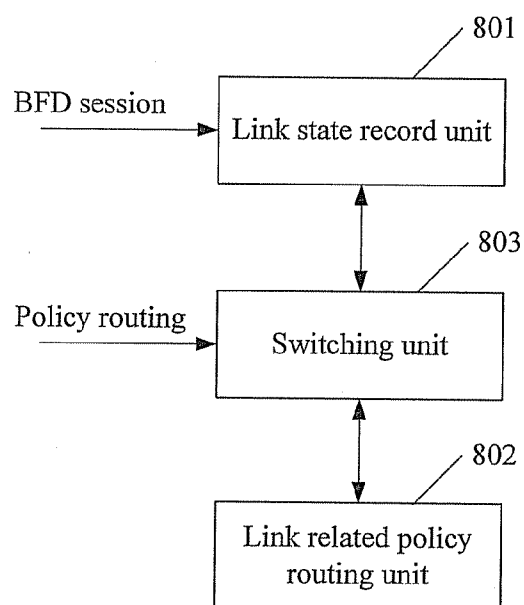 801
BFD session
Link state record unit
803
Policy routing
Switching unit
802
Link related policy
routing unit